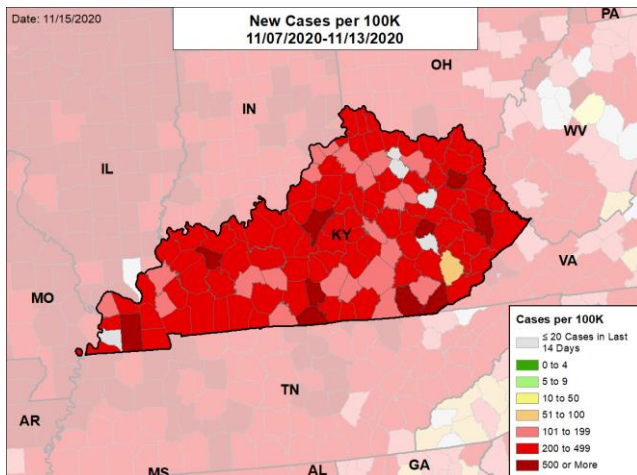 Date: 11/15/2020
New Cases per 100K
11/07/2020-11/13/2020
PA
OH
IN
WV
IL
KY
VA
MO
TN
AR
MS
AL
GA
Cases per 100K
≤ 20 Cases in Last
14 Days
0 to 4
5 to 9
10 to 50
51 to 100
101 to 199
200 to 499
500 or More